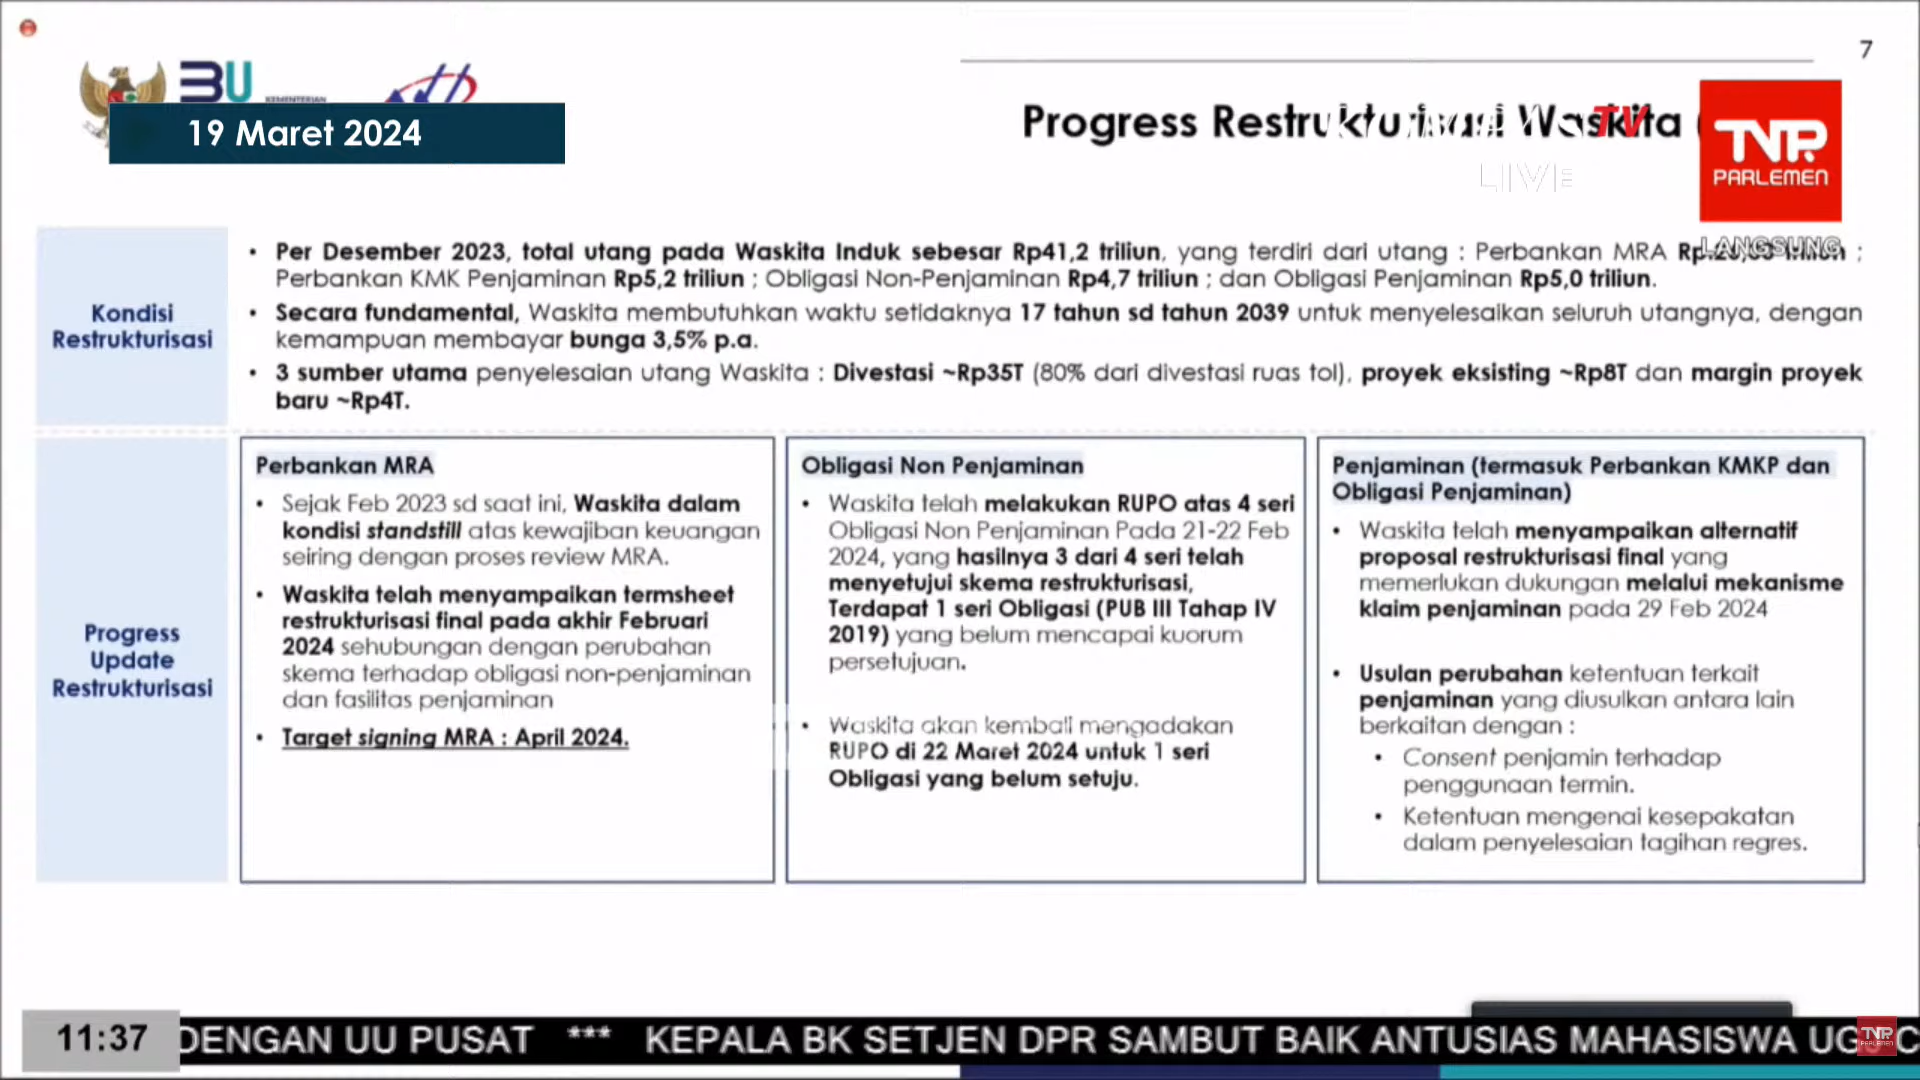 7
BU
KEMENTERIAN
19 Maret 2024
Progress Restrukturisasi Waskita (
TV
LIVE
TVR
PARLEMEN
LANGSUNG
Kondisi
Restrukturisasi
• Per Desember 2023, total utang pada Waskita Induk sebesar Rp41,2 triliun, yang terdiri dari utang : Perbankan MRA triliun ;
Perbankan KMK Penjaminan Rp5,2 triliun ; Obligasi Non-Penjaminan Rp4,7 triliun ; dan Obligasi Penjaminan Rp5,0 triliun.
• Secara fundamental, Waskita membutuhkan waktu setidaknya 17 tahun sd tahun 2039 untuk menyelesaikan seluruh utangnya, dengan
kemampuan membayar bunga 3,5% p.a.
• 3 sumber utama penyelesaian utang Waskita : Divestasi ~Rp35T (80% dari divestasi ruas tol), proyek eksisting ~Rp8T dan margin proyek
baru ~Rp4T.
Progress
Update
Restrukturisasi
Perbankan MRA
• Sejak Feb 2023 sd saat ini, Waskita dalam
kondisi standstill atas kewajiban keuangan
seiring dengan proses review MRA.
• Waskita telah menyampaikan termsheet
restrukturisasi final pada akhir Februari
2024 sehubungan dengan perubahan
skema terhadap obligasi non-penjaminan
dan fasilitas penjaminan
• Target signing MRA : April 2024.
Obligasi Non Penjaminan
• Waskita telah melakukan RUPO atas 4 seri
Obligasi Non Penjaminan Pada 21-22 Feb
2024, yang hasilnya 3 dari 4 seri telah
menyetujui skema restrukturisasi,
Terdapat 1 seri Obligasi (PUB III Tahap IV
2019) yang belum mencapai kuorum
persetujuan.
• Waskita akan kembali mengadakan
RUPO di 22 Maret 2024 untuk 1 seri
Obligasi yang belum setuju.
Penjaminan (termasuk Perbankan KMKP dan
Obligasi Penjaminan)
• Waskita telah menyampaikan alternatif
proposal restrukturisasi final yang
memerlukan dukungan melalui mekanisme
klaim penjaminan pada 29 Feb 2024
• Usulan perubahan ketentuan terkait
penjaminan yang diusulkan antara lain
berkaitan dengan :
• Consent penjamin terhadap
penggunaan termin.
• Ketentuan mengenai kesepakatan
dalam penyelesaian tagihan regres.
11:37 DENGAN UU PUSAT *** KEPALA BK SETJEN DPR SAMBUT BAIK ANTUSIAS MAHASISWA
TVR
PARLEMEN